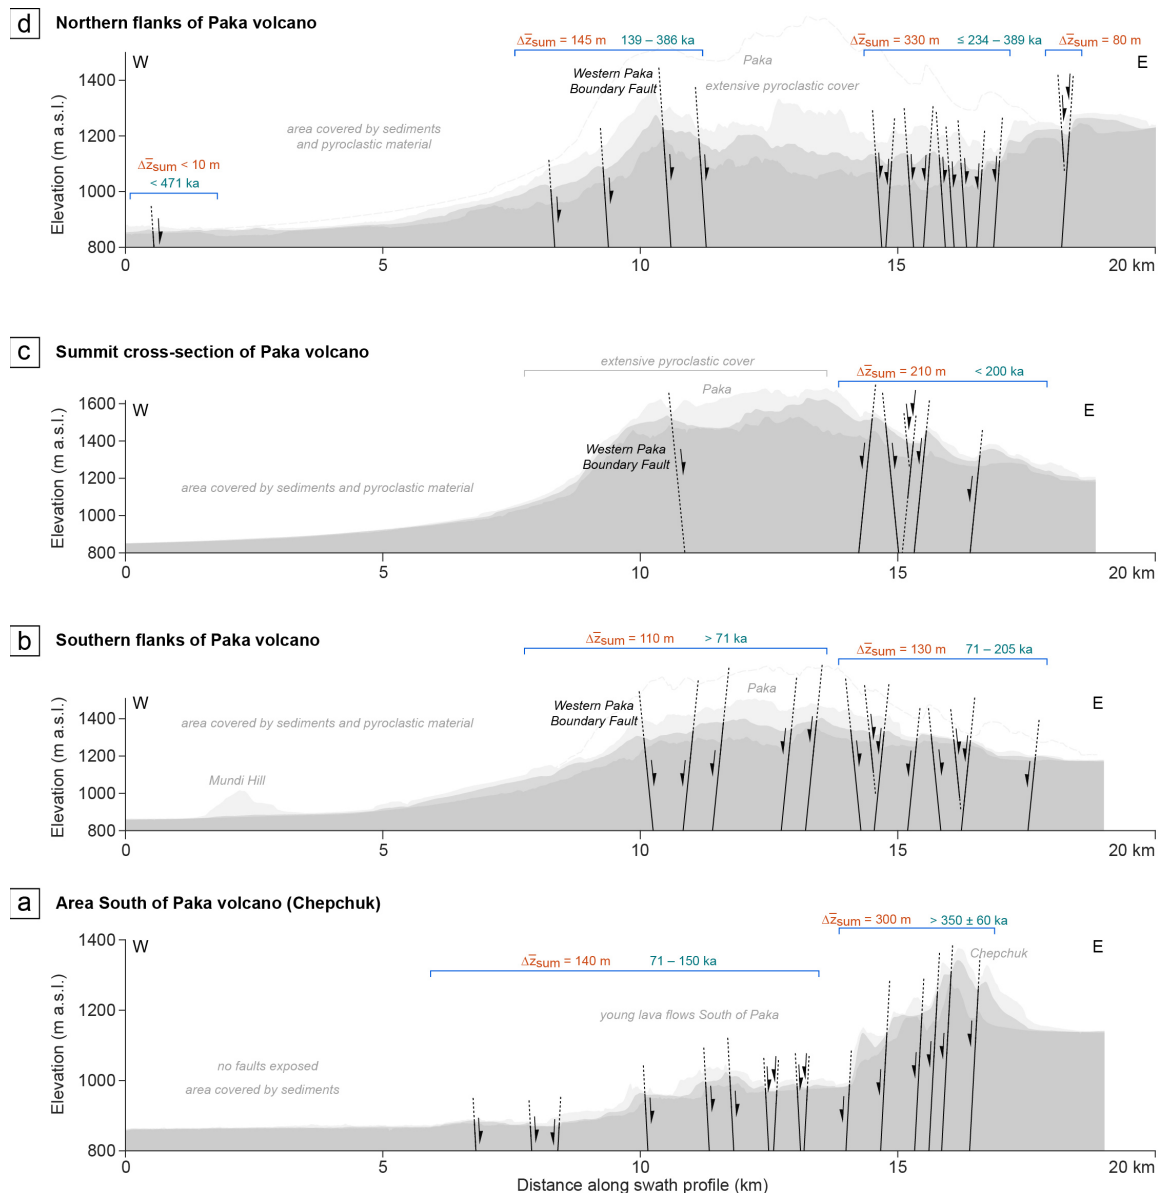 d Northern flanks of Paka volcano
Δz̅sum = 145 m 139 – 386 ka
Δz̅sum = 330 m ≤ 234 – 389 ka
Δz̅sum = 80 m
W
E
Western Paka
Boundary Fault
Paka
extensive pyroclastic cover
area covered by sediments
and pyroclastic material
Δz̅sum < 10 m
< 471 ka
Elevation (m a.s.l.)
1400
1200
1000
800
0 5 10 15 20 km
c Summit cross-section of Paka volcano
extensive pyroclastic cover
Δz̅sum = 210 m < 200 ka
W
E
Paka
Western Paka
Boundary Fault
area covered by sediments and pyroclastic material
Elevation (m a.s.l.)
1600
1400
1200
1000
800
0 5 10 15 20 km
b Southern flanks of Paka volcano
Δz̅sum = 110 m > 71 ka
Δz̅sum = 130 m 71 – 205 ka
W
E
Paka
Western Paka
Boundary Fault
area covered by sediments and pyroclastic material
Mundi Hill
Elevation (m a.s.l.)
1400
1200
1000
800
0 5 10 15 20 km
a Area South of Paka volcano (Chepchuk)
Δz̅sum = 300 m > 350 ± 60 ka
W
E
Chepchuk
Δz̅sum = 140 m 71 – 150 ka
young lava flows South of Paka
no faults exposed
area covered by sediments
Elevation (m a.s.l.)
1400
1200
1000
800
0 5 10 15 20 km
Distance along swath profile (km)